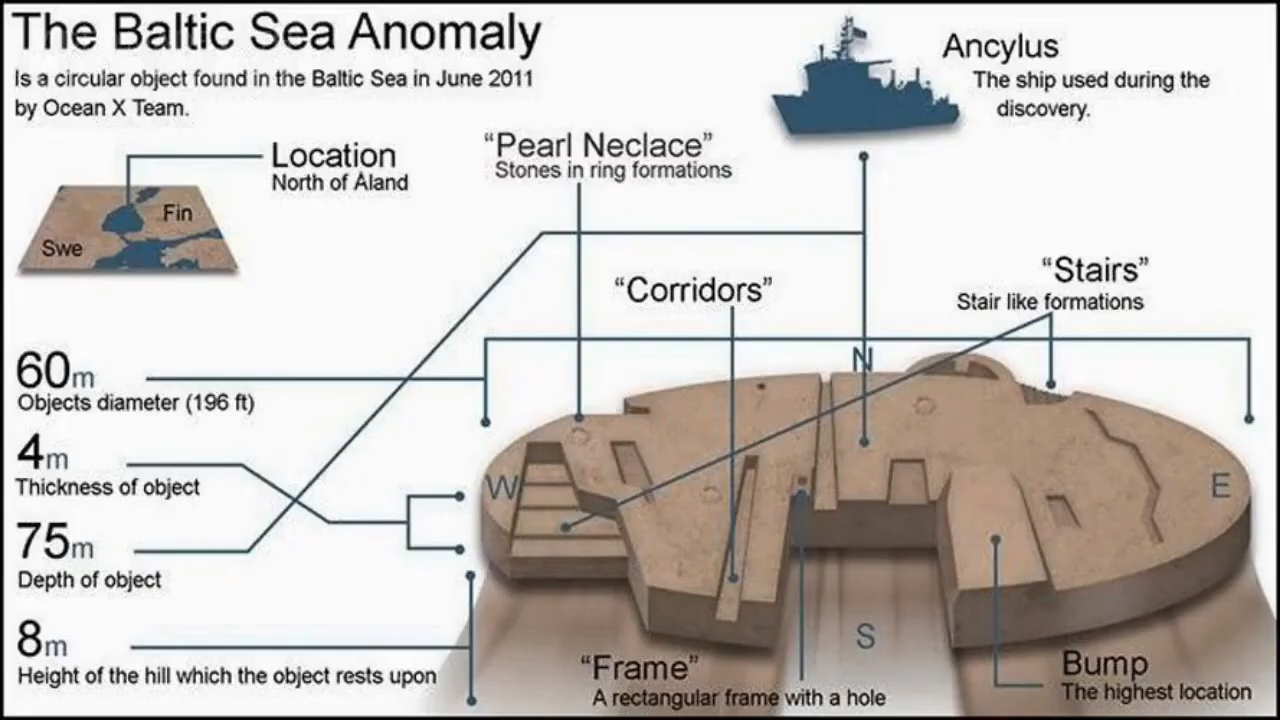 The Baltic Sea Anomaly
Is a circular object found in the Baltic Sea in June 2011
by Ocean X Team.
Ancylus
The ship used during the
discovery.
Location
North of Åland
Fin
Swe
“Pearl Neclace”
Stones in ring formations
“Corridors”
“Stairs”
Stair like formations
60m
Objects diameter (196 ft)
4m
Thickness of object
75m
Depth of object
8m
Height of the hill which the object rests upon
N
W
E
S
“Frame”
A rectangular frame with a hole
Bump
The highest location